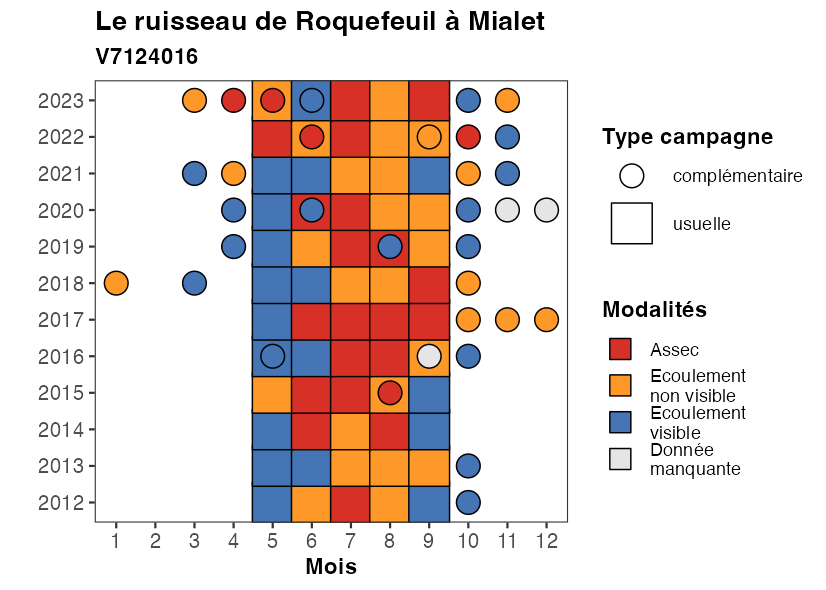 Le ruisseau de Roquefeuil à Mialet
V7124016
2023
2022
2021
2020
2019
2018
2017
2016
2015
2014
2013
2012
1 2 3 4 5 6 7 8 9 10 11 12
Mois
Type campagne
complémentaire
usuelle
Modalités
Assec
Ecoulement
non visible
Ecoulement
visible
Donnée
manquante